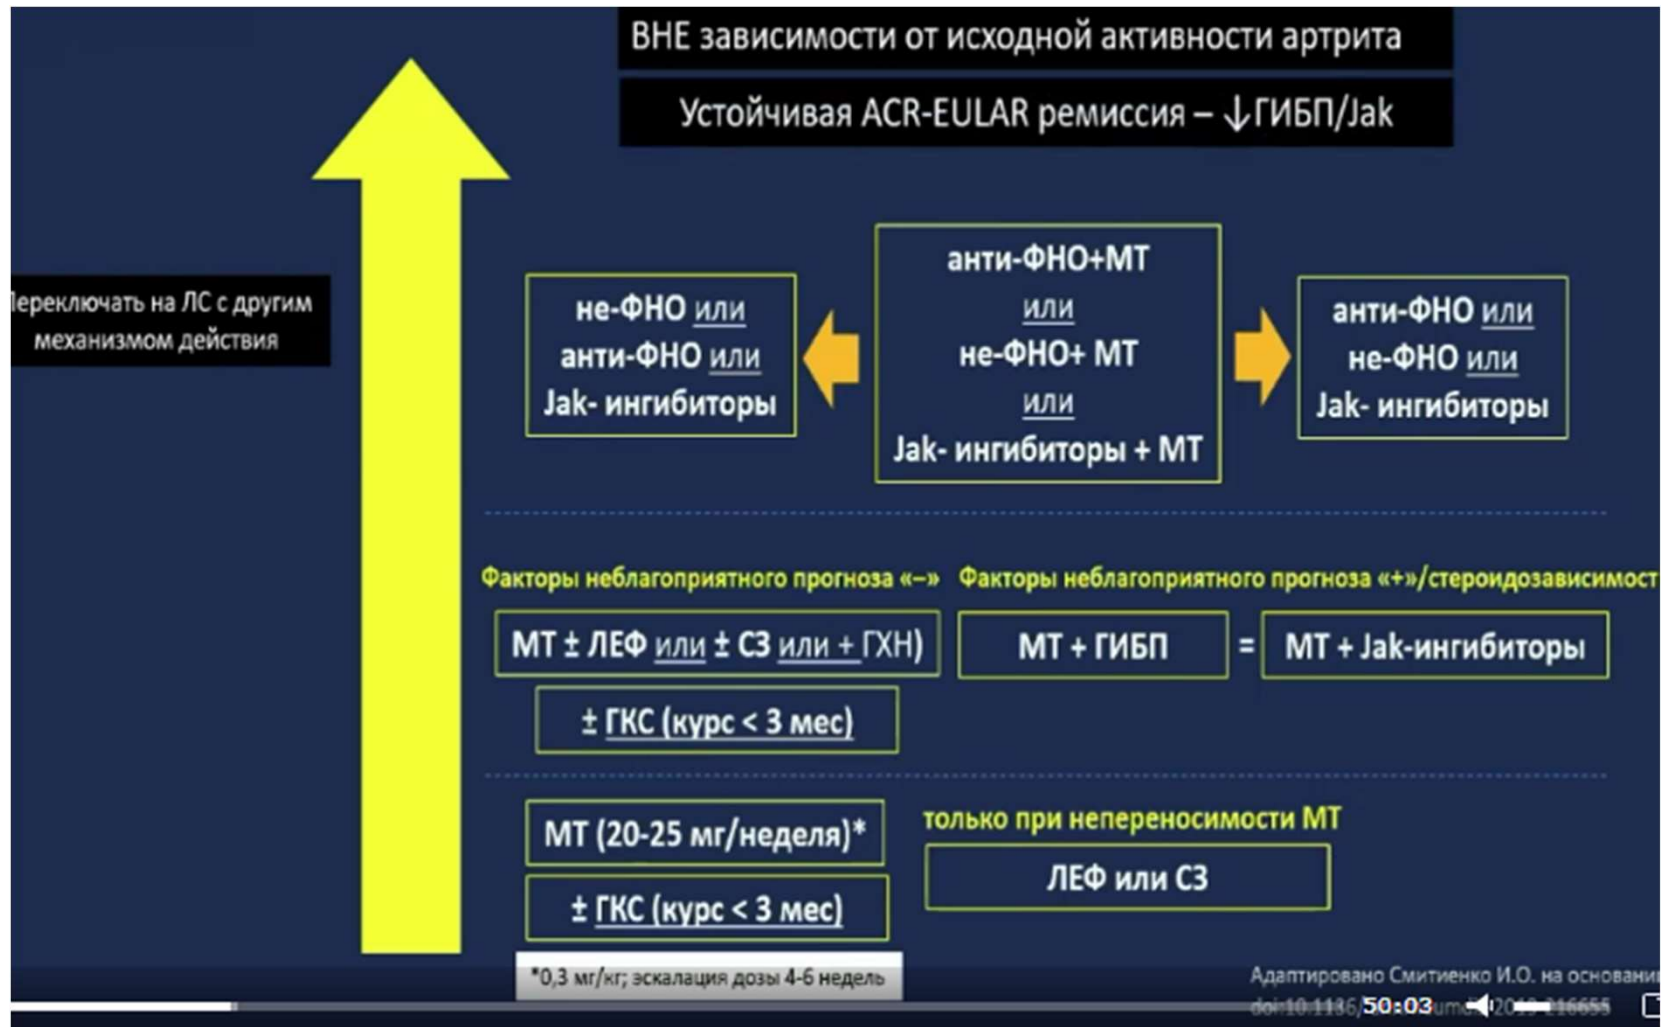 ВНЕ зависимости от исходной активности артрита
Устойчивая ACR-EULAR ремиссия – ↓ГИБП/Jak
на ЛС с другим
механизмом действия
не-ФНО или
анти-ФНО или
Jak- ингибиторы
анти-ФНО+МТ
или
не-ФНО+ МТ
или
Jak- ингибиторы + МТ
анти-ФНО или
не-ФНО или
Jak- ингибиторы
Факторы неблагоприятного прогноза «–»
Факторы неблагоприятного прогноза «+»/стероидозависимост
МТ ± ЛЕФ или ± СЗ или + ГХН)
± ГКС (курс < 3 мес)
МТ + ГИБП
=
МТ + Jak-ингибиторы
МТ (20-25 мг/неделя)*
± ГКС (курс < 3 мес)
только при непереносимости МТ
ЛЕФ или СЗ
*0,3 мг/кг; эскалация дозы 4-6 недель
Адаптировано Смитиенко И.О. на основании
50:03